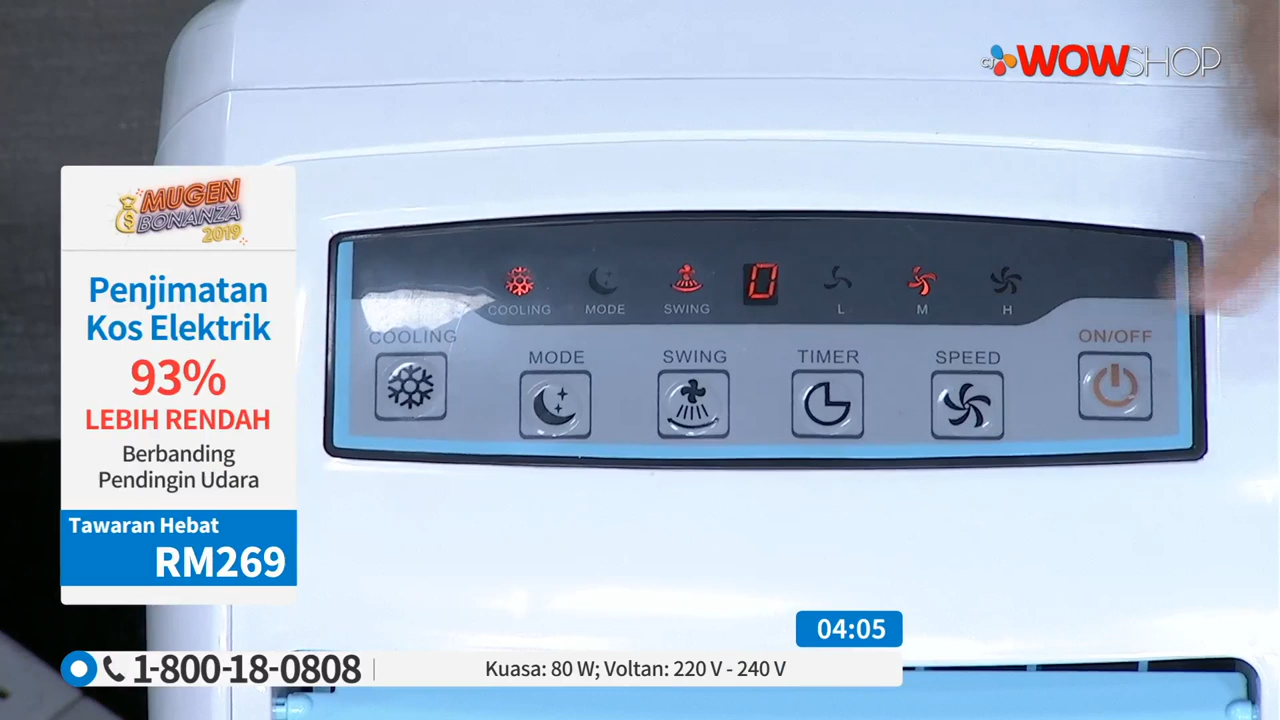 CJ WOWSHOP
MUGEN
BONANZA
2019
Penjimatan
Kos Elektrik
93%
LEBIH RENDAH
Berbanding
Pendingin Udara
Tawaran Hebat
RM269
0
COOLING MODE SWING L M H
COOLING MODE SWING TIMER SPEED ON/OFF
04:05
1-800-18-0808 Kuasa: 80 W; Voltan: 220 V - 240 V